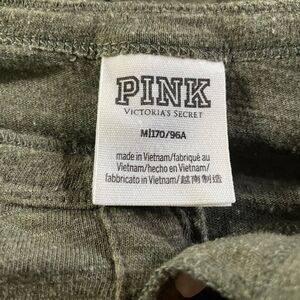 PINK
VICTORIA'S SECRET
M|170/96A
made in Vietnam/fabriqué au
Vietnam/hecho en Vietnam/
fabbricato in Vietnam/越南制造